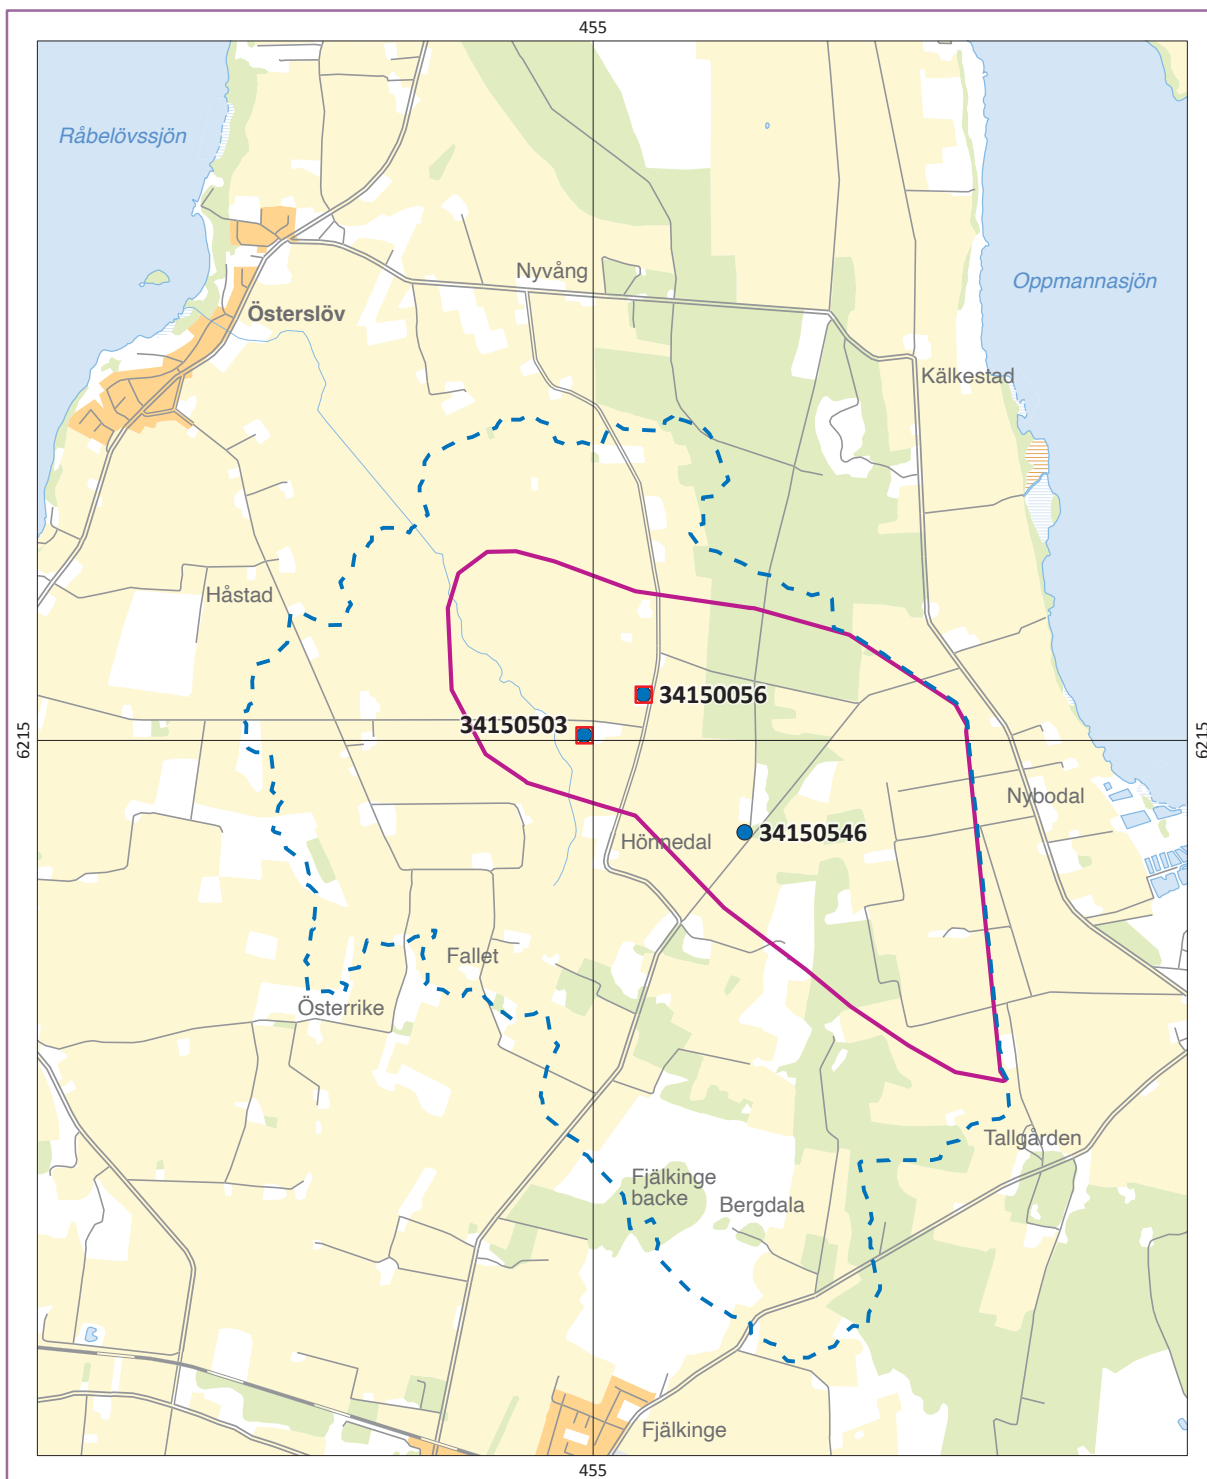 455
Råbelövssjön
Nyvång
Oppmannasjön
Österslöv
Kälkestad
Håstad
34150056
34150503
6215
6215
Nybodal
34150546
Hönnedal
Fallet
Österrike
Tallgården
Fjälkinge
backe
Bergdala
Fjälkinge
455